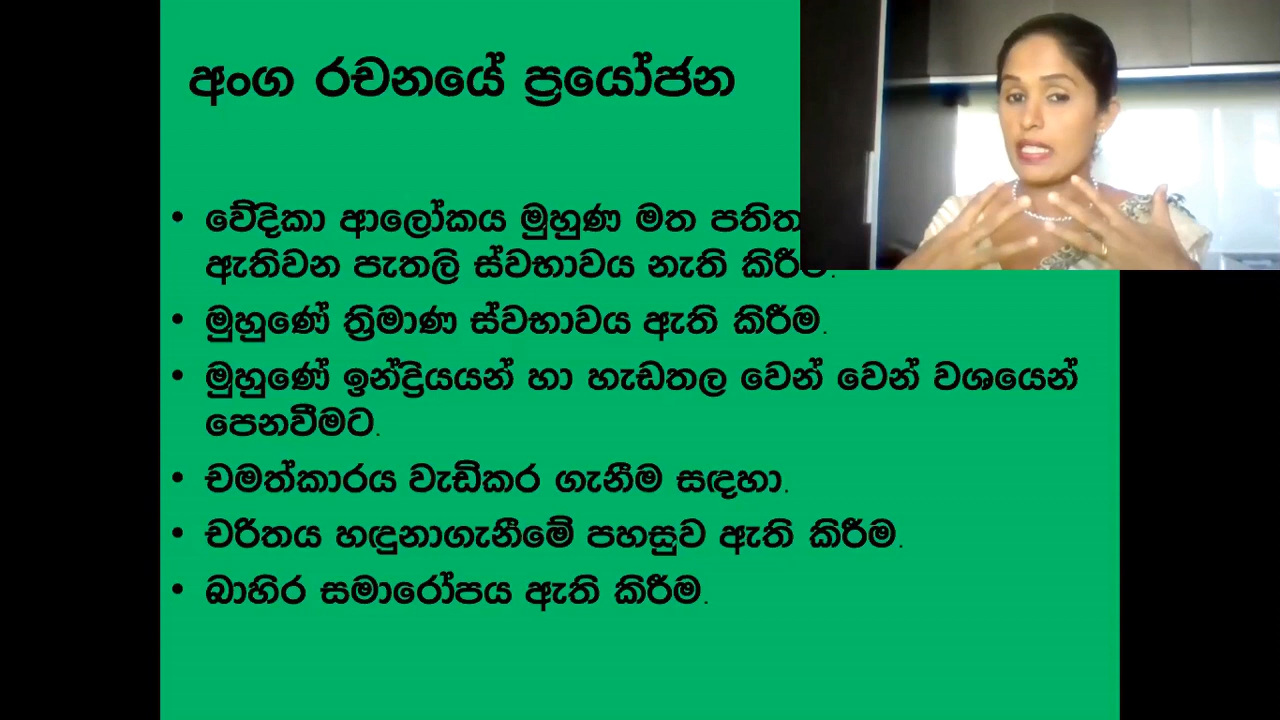 අංග රචනයේ ප්‍රයෝජන
• වේදිකා ආලෝකය මුහුණ මත පතිත
ඇතිවන පැතලි ස්වභාවය නැති කිරීම.
• මුහුණේ ත්‍රිමාණ ස්වභාවය ඇති කිරීම.
• මුහුණේ ඉන්ද්‍රියයන් හා හැඩතල වෙන් වෙන් වශයෙන්
පෙනවීමට.
• චමත්කාරය වැඩිකර ගැනීම සඳහා.
• චරිතය හඳුනාගැනීමේ පහසුව ඇති කිරීම.
• බාහිර සමාරෝපය ඇති කිරීම.